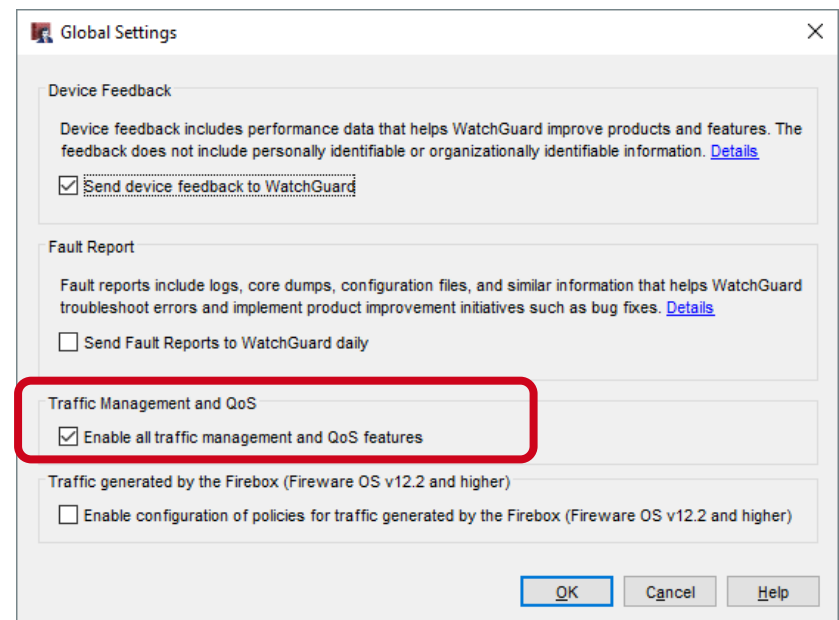 Global Settings
Device Feedback
Device feedback includes performance data that helps WatchGuard improve products and features. The
feedback does not include personally identifiable or organizationally identifiable information. Details
Send device feedback to WatchGuard
Fault Report
Fault reports include logs, core dumps, configuration files, and similar information that helps WatchGuard
troubleshoot errors and implement product improvement initiatives such as bug fixes. Details
Send Fault Reports to WatchGuard daily
Traffic Management and QoS
Enable all traffic management and QoS features
Traffic generated by the Firebox (Fireware OS v12.2 and higher)
Enable configuration of policies for traffic generated by the Firebox (Fireware OS v12.2 and higher)
OK Cancel Help